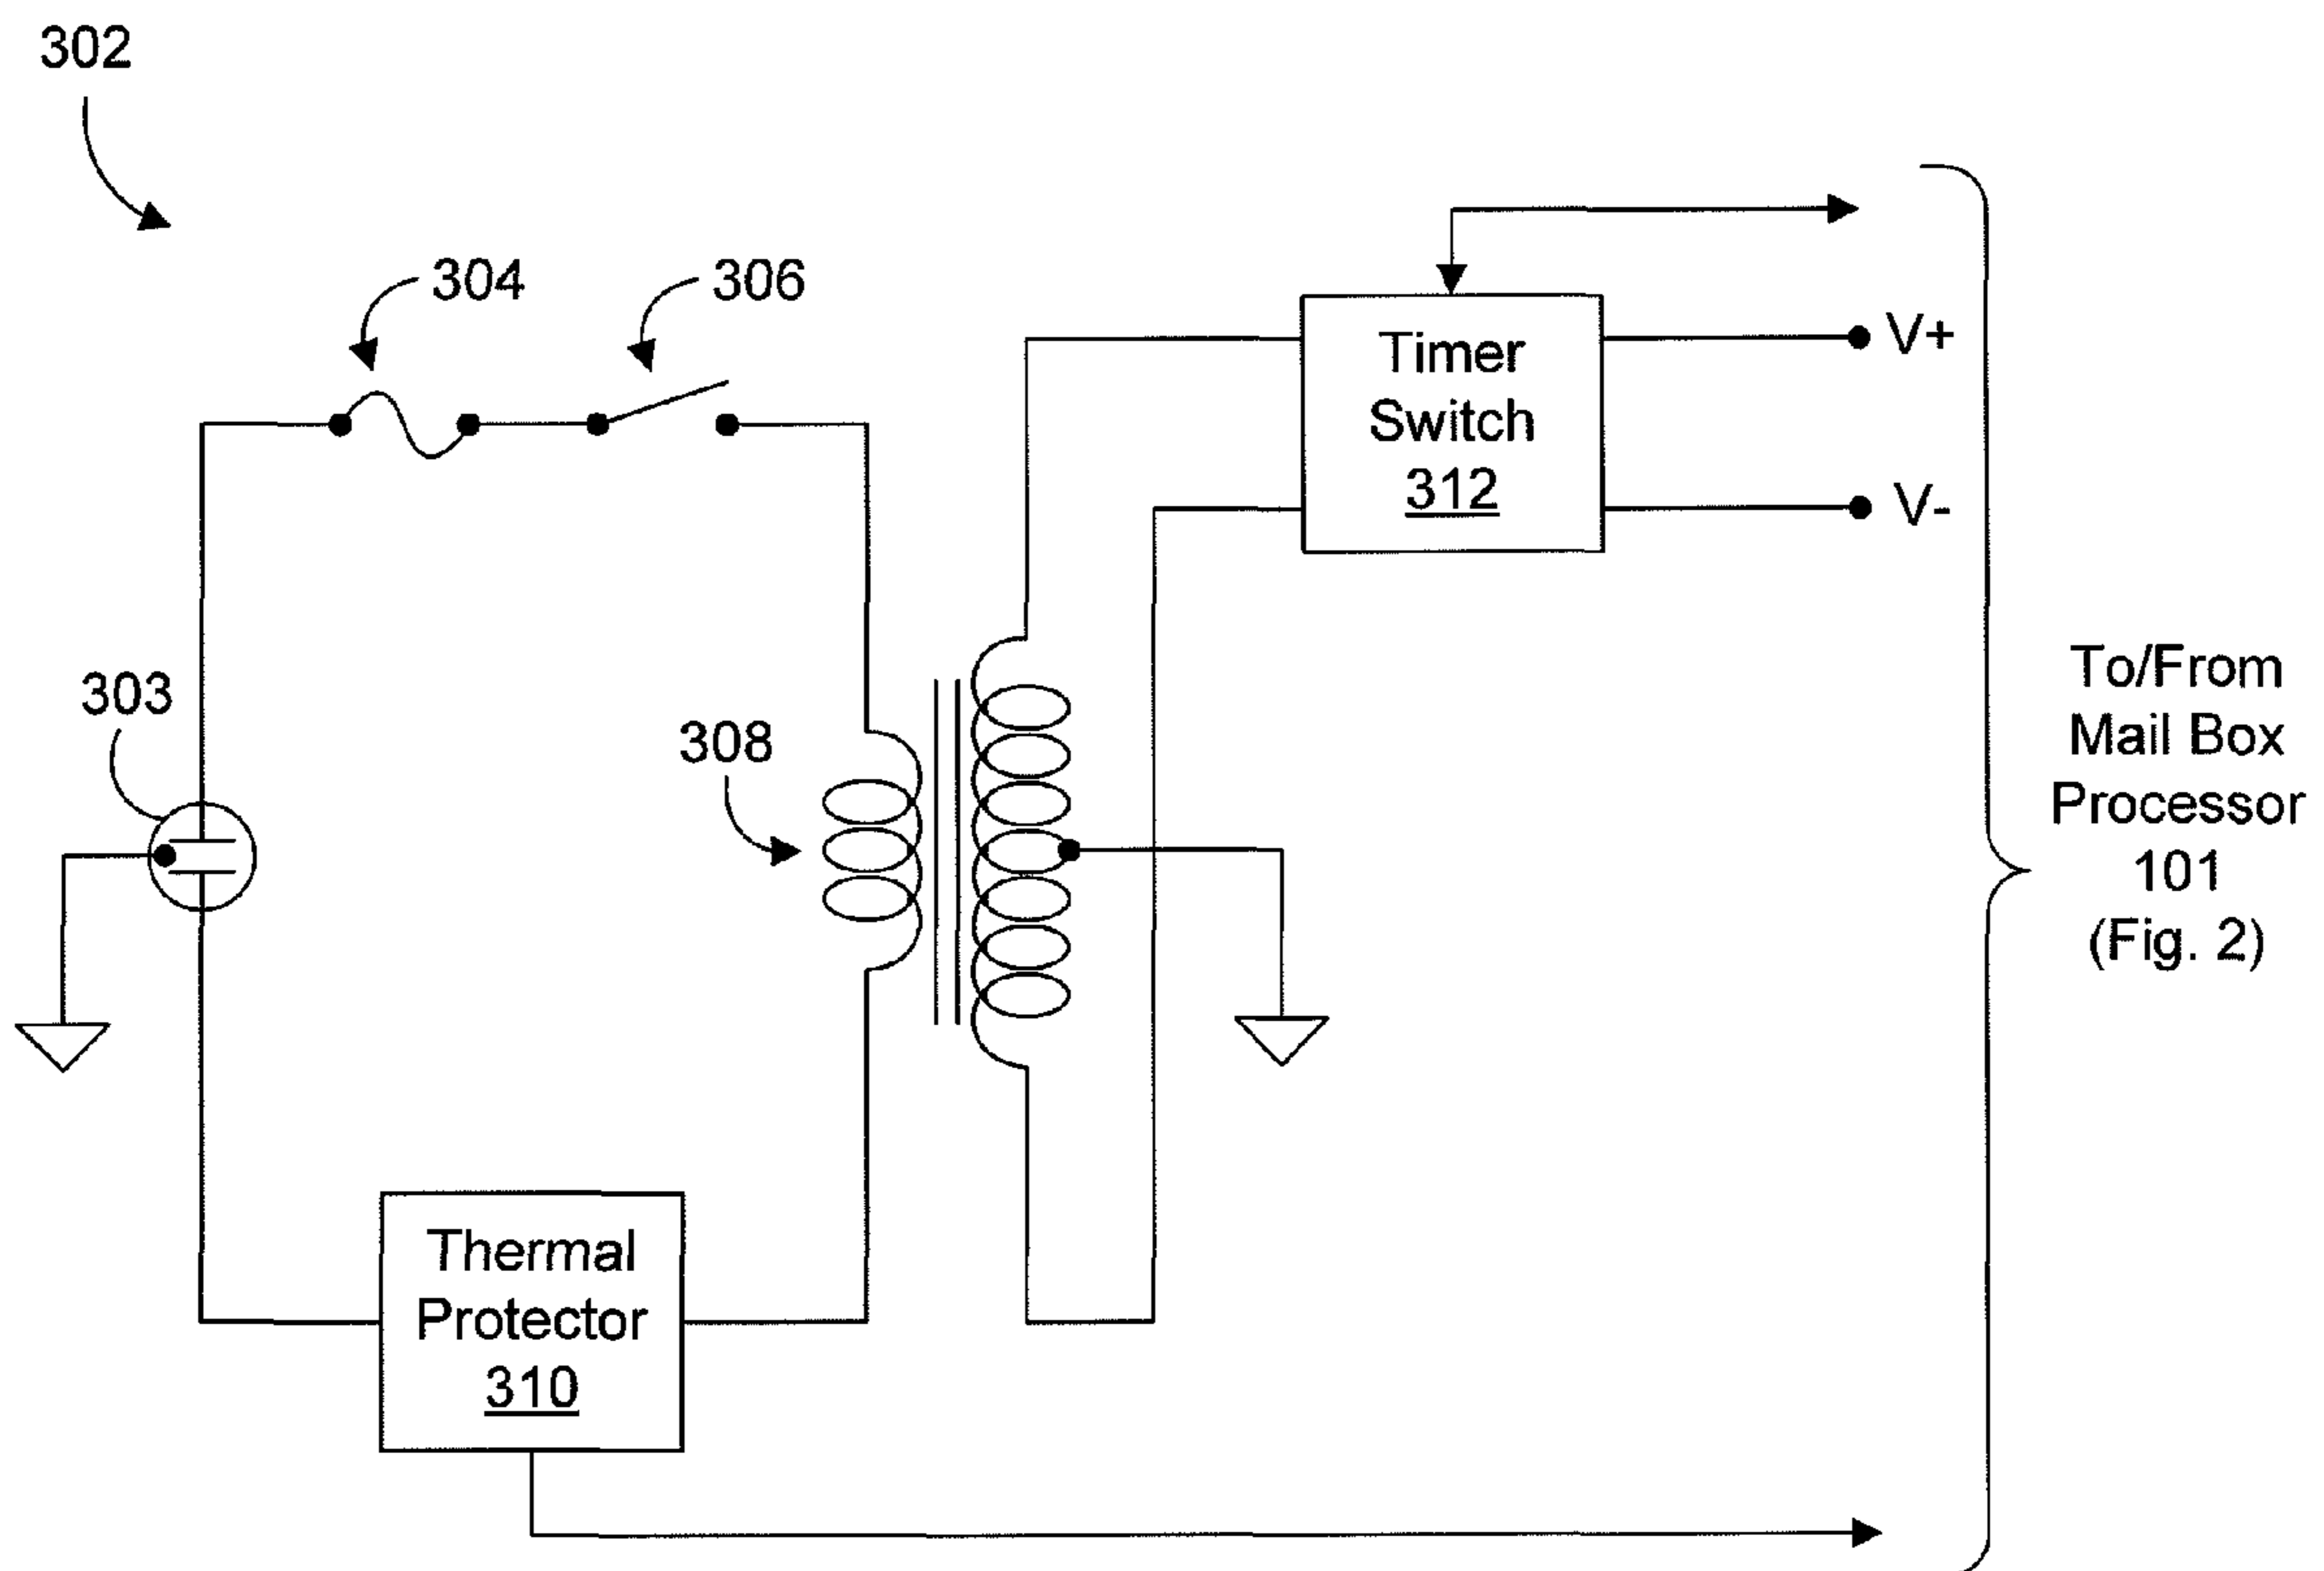 302
304
306
Timer
Switch
312
V+
V-
303
308
To/From
Mail Box
Processor
101
(Fig. 2)
Thermal
Protector
310